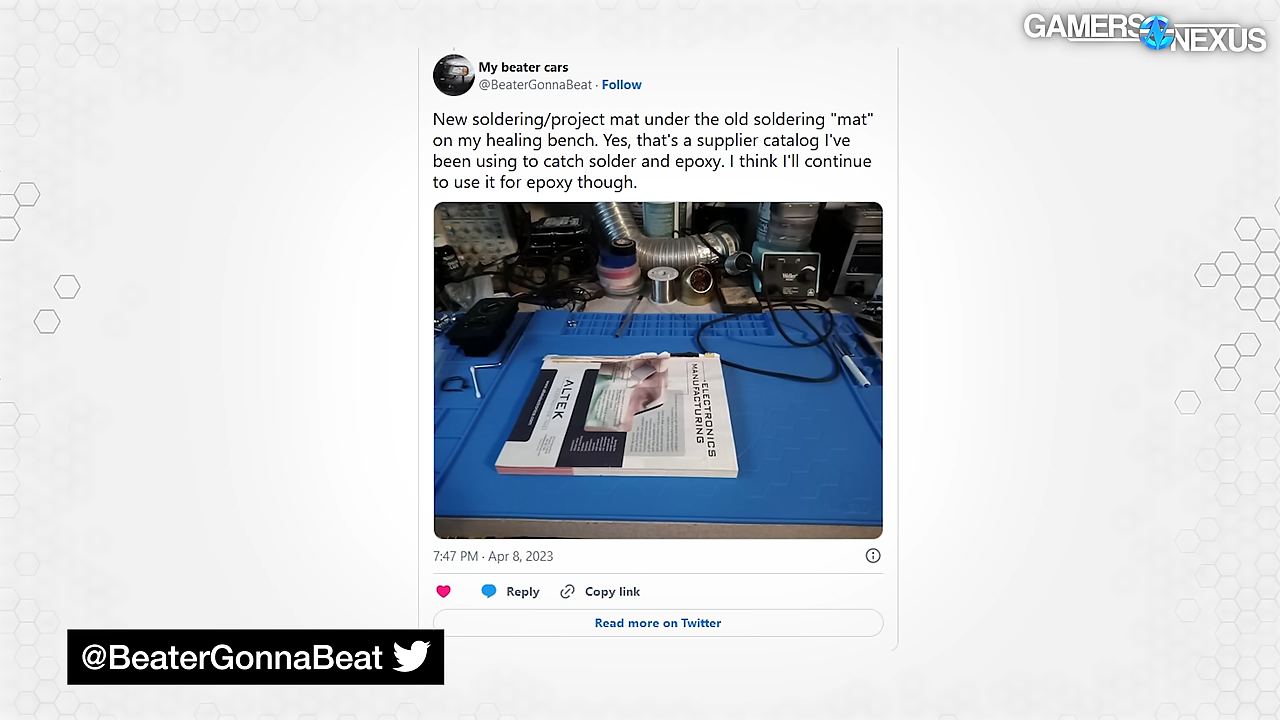 GAMERS NEXUS
My beater cars
@BeaterGonnaBeat · Follow
New soldering/project mat under the old soldering "mat"
on my healing bench. Yes, that's a supplier catalog I've
been using to catch solder and epoxy. I think I'll continue
to use it for epoxy though.
Weller
ALTEK
ELECTRONICS
MANUFACTURING
7:47 PM · Apr 8, 2023
Reply
Copy link
Read more on Twitter
@BeaterGonnaBeat